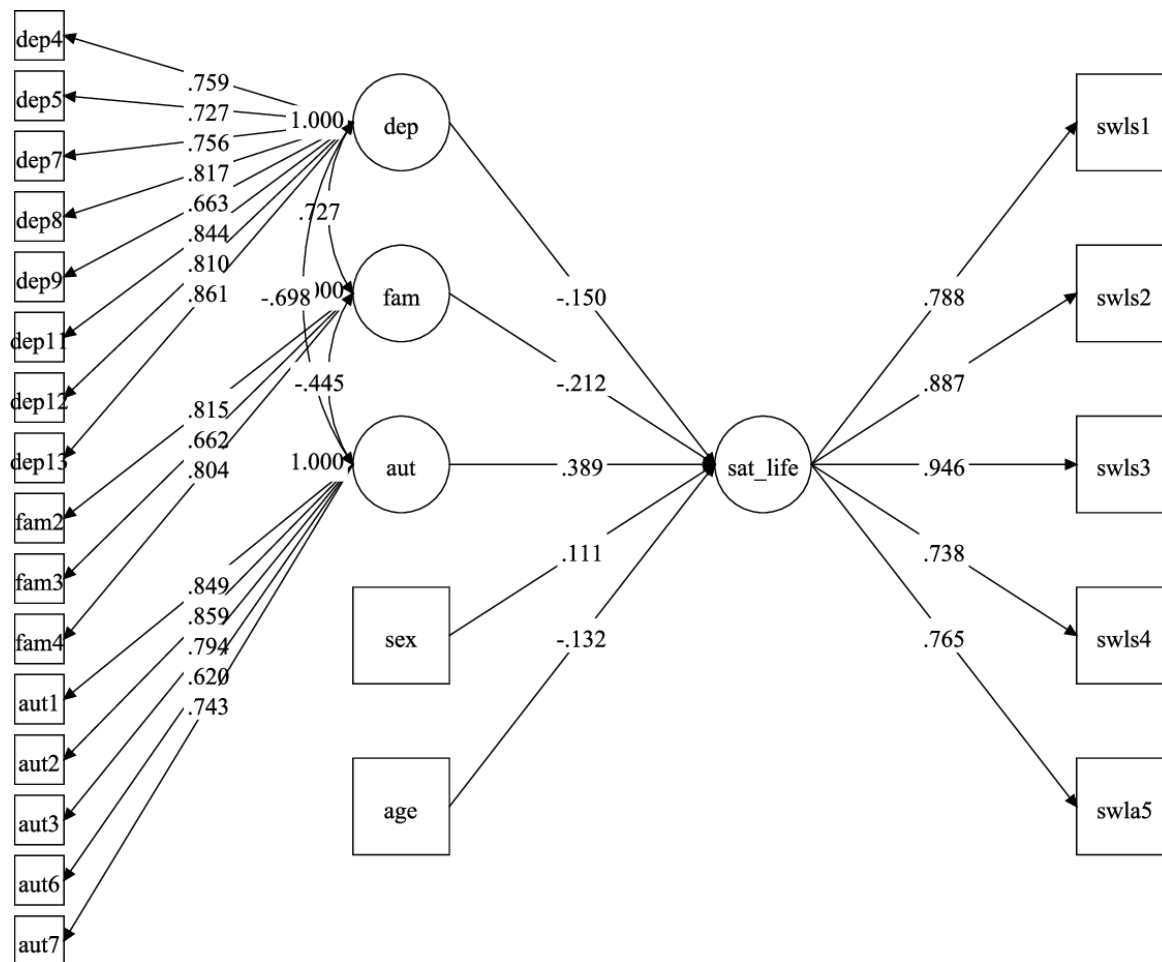 dep4
dep5
dep7
dep8
dep9
dep11
dep12
dep13
fam2
fam3
fam4
aut1
aut2
aut3
aut6
aut7
.759
.727
.756
.817
.663
.844
.810
.861
.815
.662
.804
.849
.859
.794
.620
.743
1.000
.727
-.698
-.445
1.000
dep
fam
aut
sex
age
-.150
-.212
.389
.111
-.132
sat_life
.788
.887
.946
.738
.765
swls1
swls2
swls3
swls4
swla5